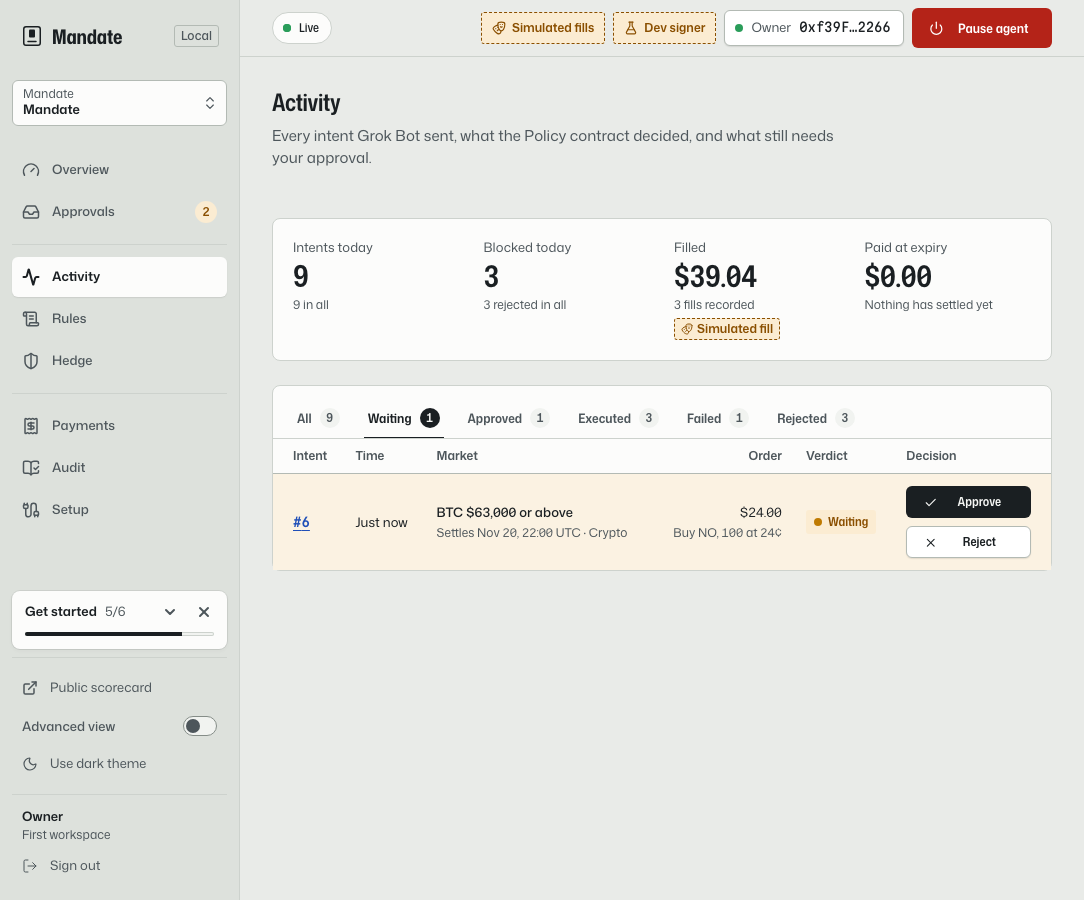 Mandate
Local
Mandate
Mandate
Overview
Approvals 2
Activity
Rules
Hedge
Payments
Audit
Setup
Get started 5/6
Public scorecard
Advanced view
Use dark theme
Owner
First workspace
Sign out
Live
Simulated fills
Dev signer
Owner 0xf39F…2266
Pause agent
Activity
Every intent Grok Bot sent, what the Policy contract decided, and what still needs
your approval.
Intents today
9
9 in all
Blocked today
3
3 rejected in all
Filled
$39.04
3 fills recorded
Simulated fill
Paid at expiry
$0.00
Nothing has settled yet
All 9 Waiting 1 Approved 1 Executed 3 Failed 1 Rejected 3
Intent Time Market Order Verdict Decision
#6
Just now
BTC $63,000 or above
Settles Nov 20, 22:00 UTC · Crypto
$24.00
Buy NO, 100 at 24¢
Waiting
Approve
Reject